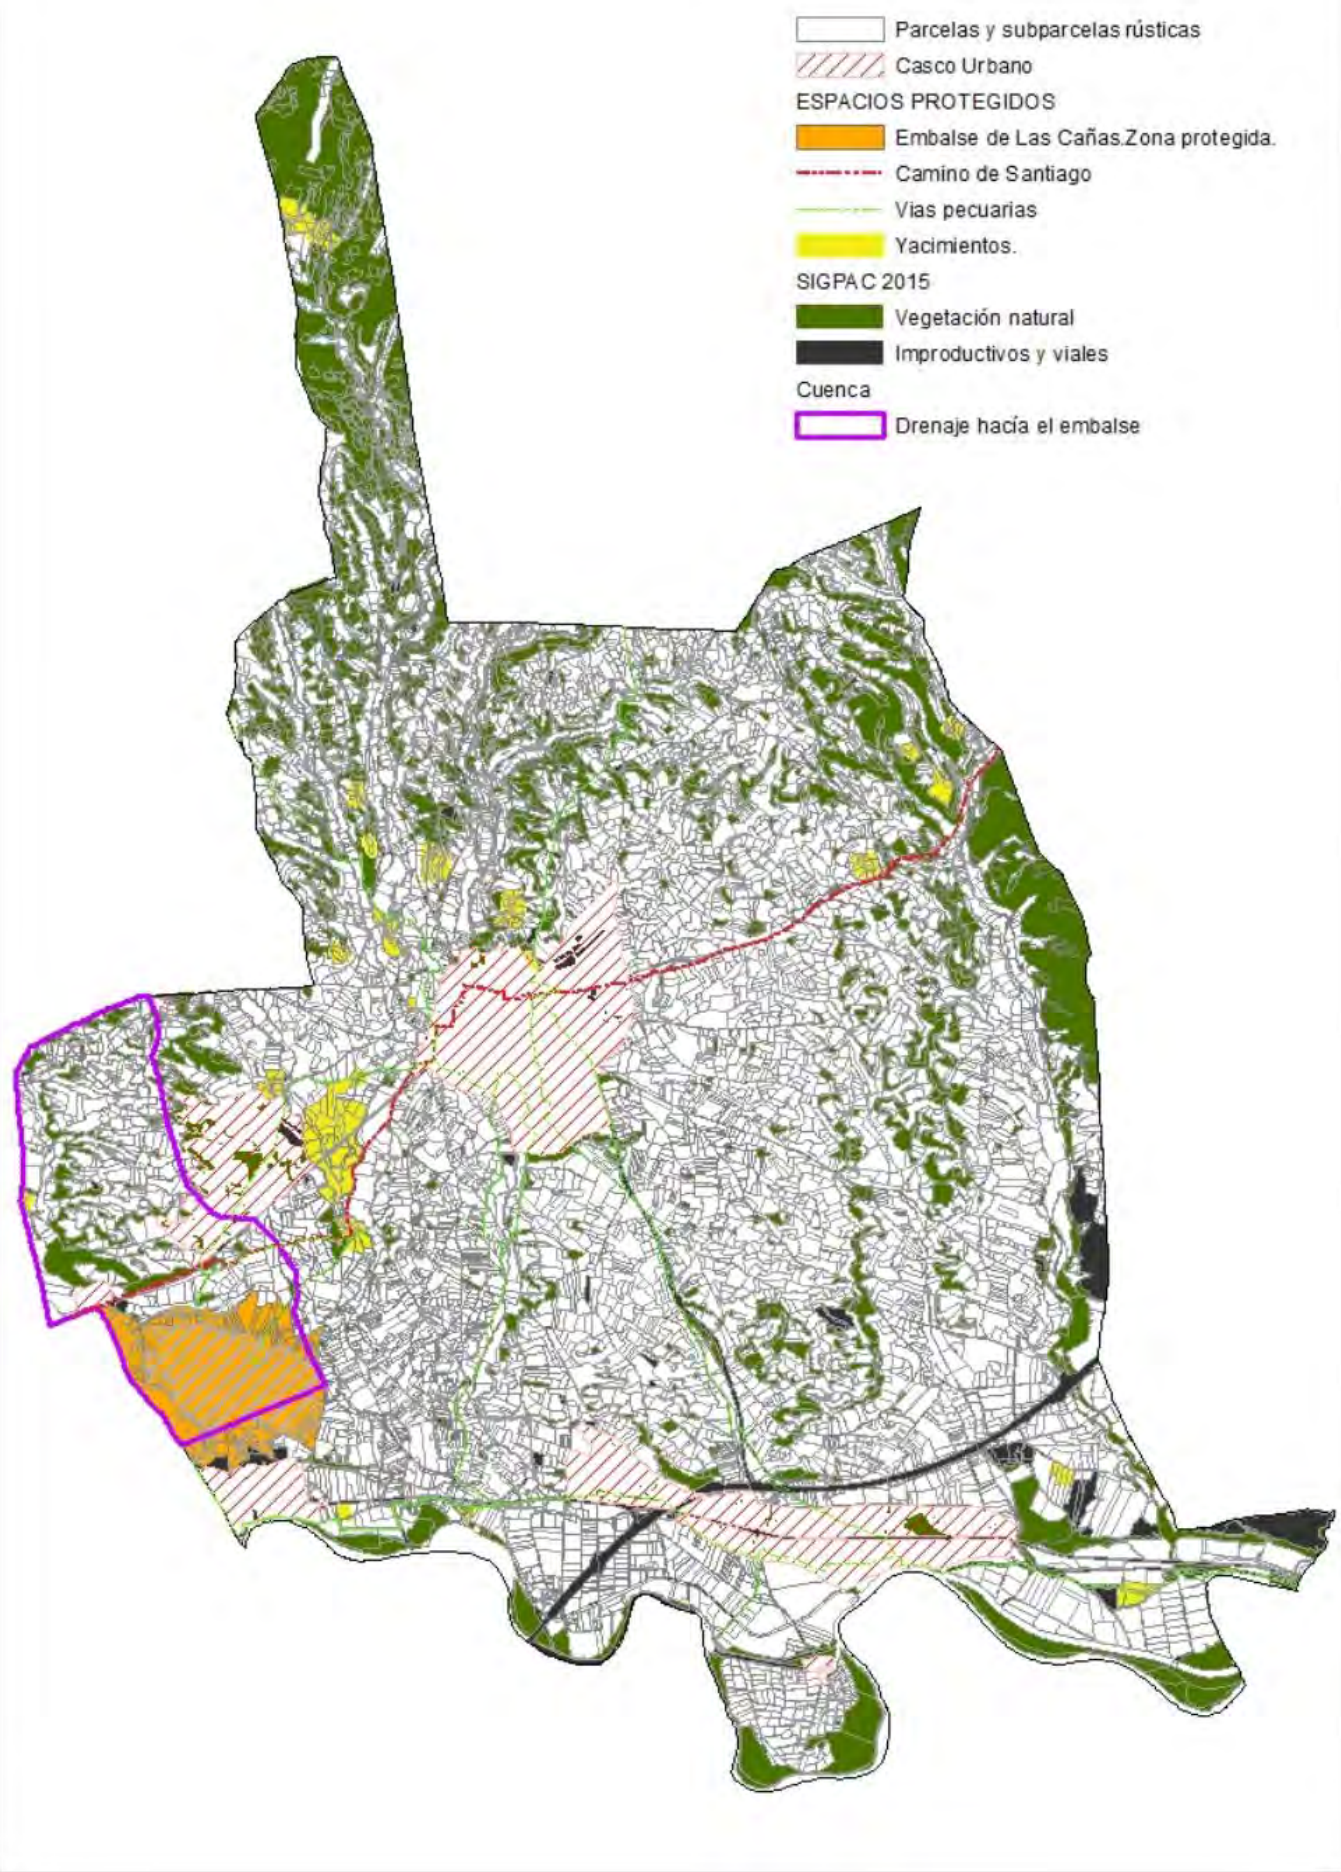 Parcelas y subparcelas rústicas
Casco Urbano
ESPACIOS PROTEGIDOS
Embalse de Las Cañas.Zona protegida.
Camino de Santiago
Vias pecuarias
Yacimientos.
SIGPAC 2015
Vegetación natural
Improductivos y viales
Cuenca
Drenaje hacía el embalse